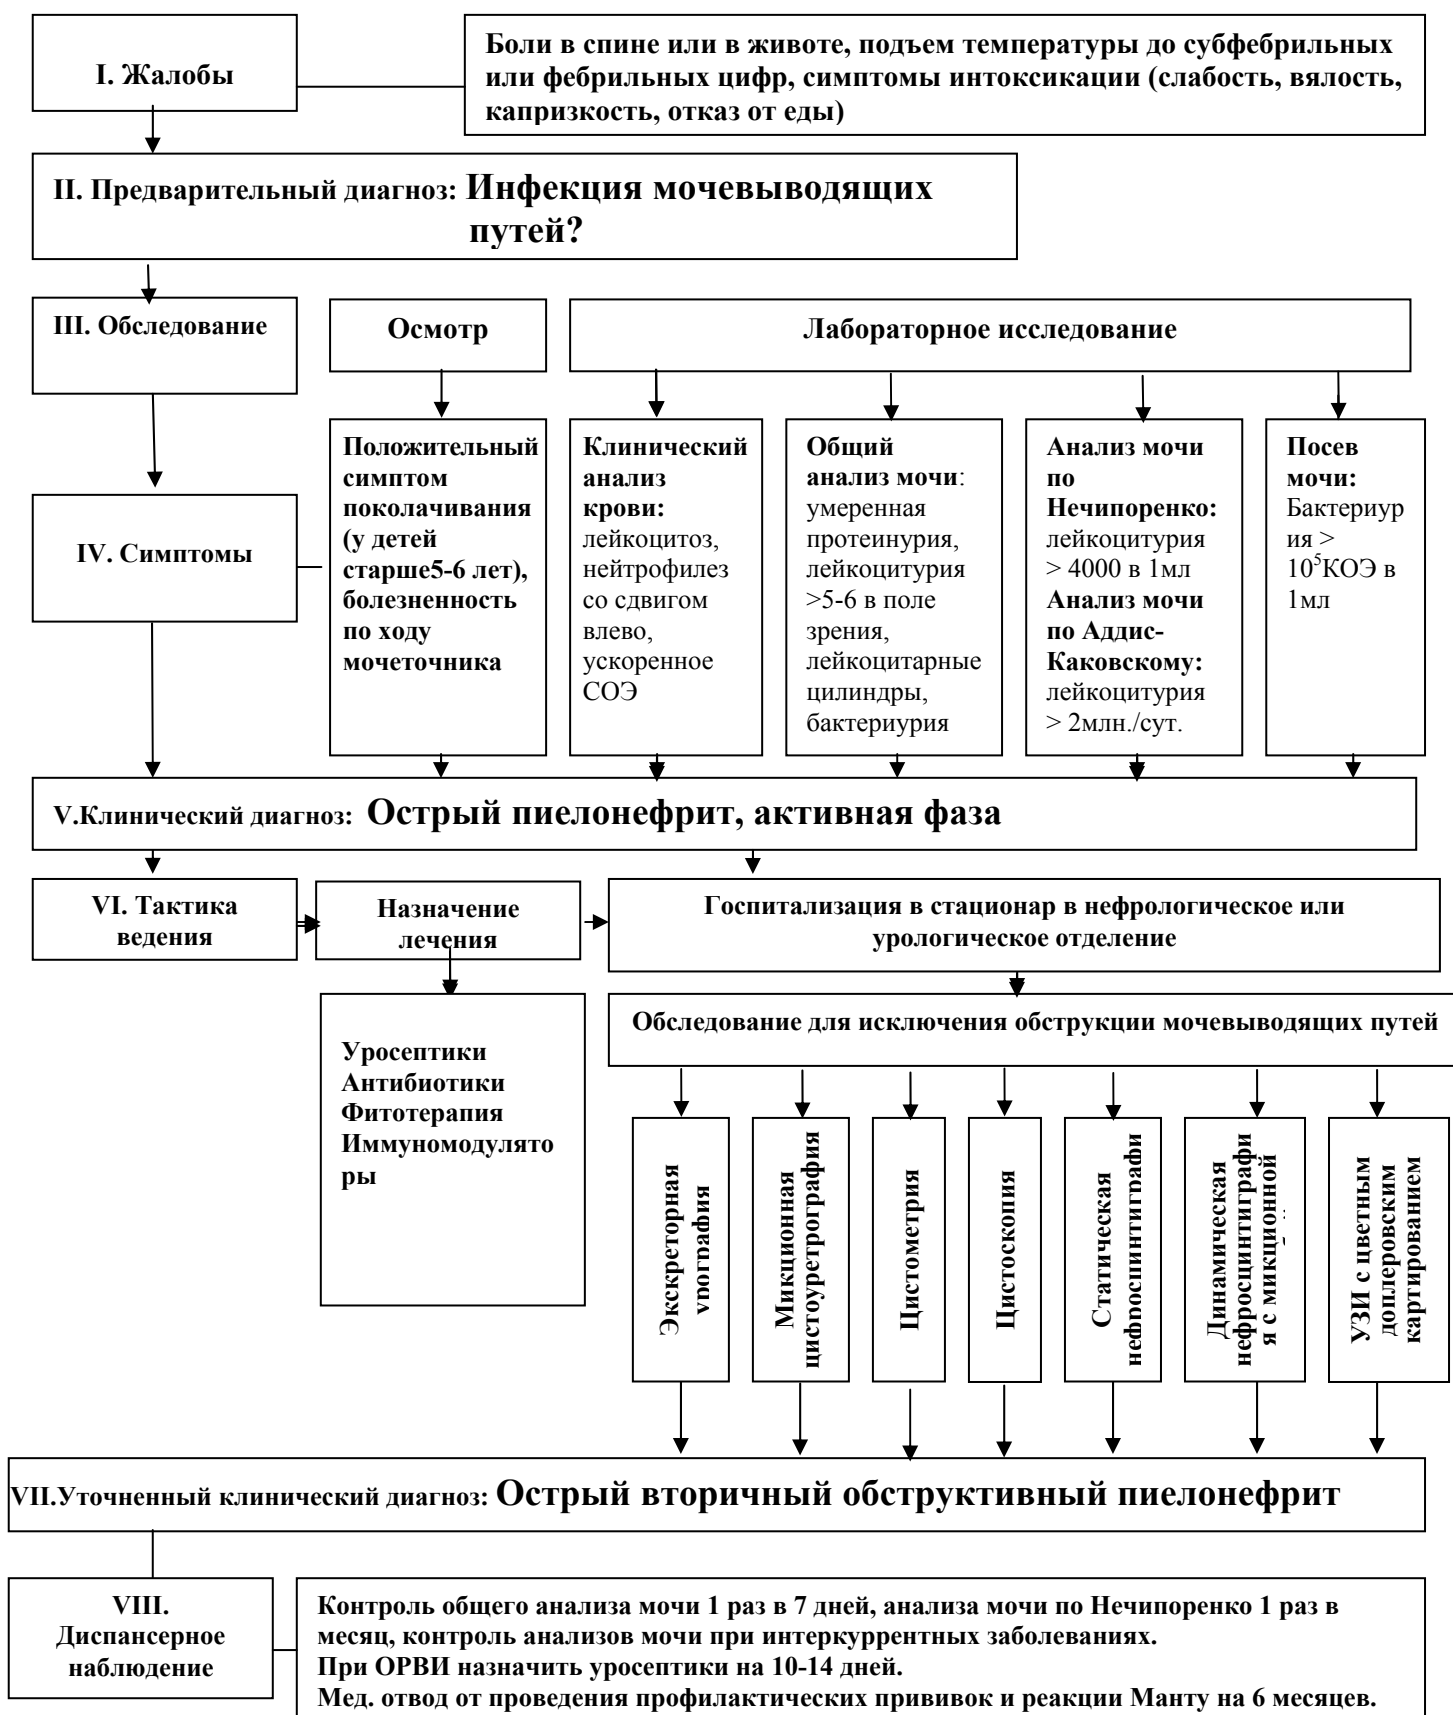 I. Жалобы
Боли в спине или в животе, подъем температуры до субфебрильных
или фебрильных цифр, симптомы интоксикации (слабость, вялость,
капризкость, отказ от еды)
II. Предварительный диагноз: Инфекция мочевыводящих
путей?
III. Обследование
Осмотр
Лабораторное исследование
IV. Симптомы
Положительный
симптом
поколачивания
(у детей
старше5-6 лет),
болезненность
по ходу
мочеточника
Клинический
анализ
крови:
лейкоцитоз,
нейтрофилез
со сдвигом
влево,
ускоренное
СОЭ
Общий
анализ мочи:
умеренная
протеинурия,
лейкоцитурия
>5-6 в поле
зрения,
лейкоцитарные
цилиндры,
бактериурия
Анализ мочи
по
Нечипоренко:
лейкоцитурия
> 4000 в 1мл
Анализ мочи
по Аддис-
Каковскому:
лейкоцитурия
> 2млн./сут.
Посев
мочи:
Бактериур
ия >
10⁵КОЭ в
1мл
V.Клинический диагноз: Острый пиелонефрит, активная фаза
VI. Тактика
ведения
Назначение
лечения
Госпитализация в стационар в нефрологическое или
урологическое отделение
Уросептики
Антибиотики
Фитотерапия
Иммуномодулято
ры
Обследование для исключения обструкции мочевыводящих путей
Экскреторная
урография
Микционная
цистоуретрография
Цистометрия
Цистоскопия
Статическая
нефросцинтиграфи
Динамическая
нефросцинтиграфи
я с микционной
УЗИ с цветным
доплеровским
картированием
VII.Уточненный клинический диагноз: Острый вторичный обструктивный пиелонефрит
VIII.
Диспансерное
наблюдение
Контроль общего анализа мочи 1 раз в 7 дней, анализа мочи по Нечипоренко 1 раз в
месяц, контроль анализов мочи при интеркуррентных заболеваниях.
При ОРВИ назначить уросептики на 10-14 дней.
Мед. отвод от проведения профилактических прививок и реакции Манту на 6 месяцев.